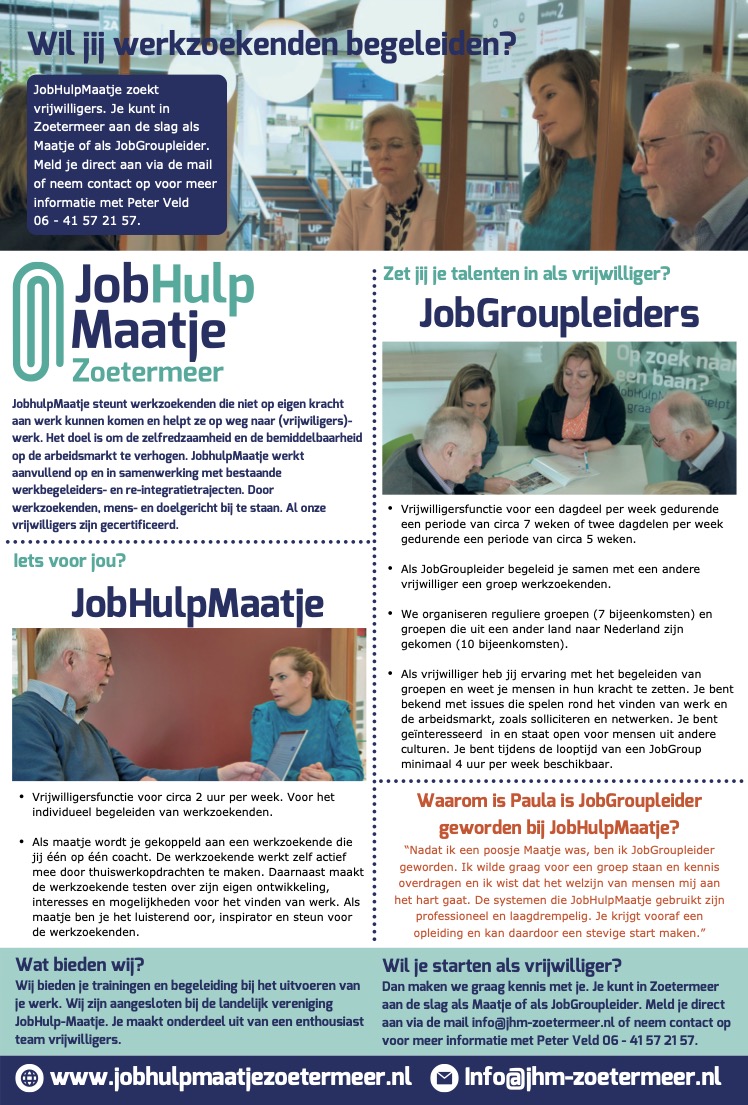 Wil jij werkzoekenden begeleiden?
JobHulpMaatje zoekt
vrijwilligers. Je kunt in
Zoetermeer aan de slag als
Maatje of als JobGroupleider.
Meld je direct aan via de mail
of neem contact op voor meer
informatie met Peter Veld
06 - 41 57 21 57.
2
JobHulp
Maatje
Zoetermeer
JobhulpMaatje steunt werkzoekenden die niet op eigen kracht
aan werk kunnen komen en helpt ze op weg naar (vrijwiligers)-
werk. Het doel is om de zelfredzaamheid en de bemiddelbaarheid
op de arbeidsmarkt te verhogen. JobhulpMaatje werkt
aanvullend op en in samenwerking met bestaande
werkbegeleiders- en re-integratietrajecten. Door
werkzoekenden, mens- en doelgericht bij te staan. Al onze
vrijwilligers zijn gecertificeerd.
Iets voor jou?
JobHulpMaatje
• Vrijwilligersfunctie voor circa 2 uur per week. Voor het
individueel begeleiden van werkzoekenden.
• Als maatje wordt je gekoppeld aan een werkzoekende die
jij één op één coacht. De werkzoekende werkt zelf actief
mee door thuiswerkopdrachten te maken. Daarnaast maakt
de werkzoekende testen over zijn eigen ontwikkeling,
interesses en mogelijkheden voor het vinden van werk. Als
maatje ben je het luisterend oor, inspirator en steun voor
de werkzoekenden.
Zet jij je talenten in als vrijwilliger?
JobGroupleiders
Op zoek naar
een baan?
• Vrijwilligersfunctie voor een dagdeel per week gedurende
een periode van circa 7 weken of twee dagdelen per week
gedurende een periode van circa 5 weken.
• Als JobGroupleider begeleid je samen met een andere
vrijwilliger een groep werkzoekenden.
• We organiseren reguliere groepen (7 bijeenkomsten) en
groepen die uit een ander land naar Nederland zijn
gekomen (10 bijeenkomsten).
• Als vrijwilliger heb jij ervaring met het begeleiden van
groepen en weet je mensen in hun kracht te zetten. Je bent
bekend met issues die spelen rond het vinden van werk en
de arbeidsmarkt, zoals solliciteren en netwerken. Je bent
geïnteresseerd in en staat open voor mensen uit andere
culturen. Je bent tijdens de looptijd van een JobGroup
minimaal 4 uur per week beschikbaar.
Waarom is Paula is JobGroupleider
geworden bij JobHulpMaatje?
“Nadat ik een poosje Maatje was, ben ik JobGroupleider
geworden. Ik wilde graag voor een groep staan en kennis
overdragen en ik wist dat het welzijn van mensen mij aan
het hart gaat. De systemen die JobHulpMaatje gebruikt zijn
professioneel en laagdrempelig. Je krijgt vooraf een
opleiding en kan daardoor een stevige start maken.”
Wat bieden wij?
Wij bieden je trainingen en begeleiding bij het uitvoeren van
je werk. Wij zijn aangesloten bij de landelijk vereniging
JobHulp-Maatje. Je maakt onderdeel uit van een enthousiast
team vrijwilligers.
Wil je starten als vrijwilliger?
Dan maken we graag kennis met je. Je kunt in Zoetermeer
aan de slag als Maatje of als JobGroupleider. Meld je direct
aan via de mail info@jhm-zoetermeer.nl of neem contact op
voor meer informatie met Peter Veld 06 - 41 57 21 57.
www.jobhulpmaatjezoetermeer.nl
Info@jhm-zoetermeer.nl